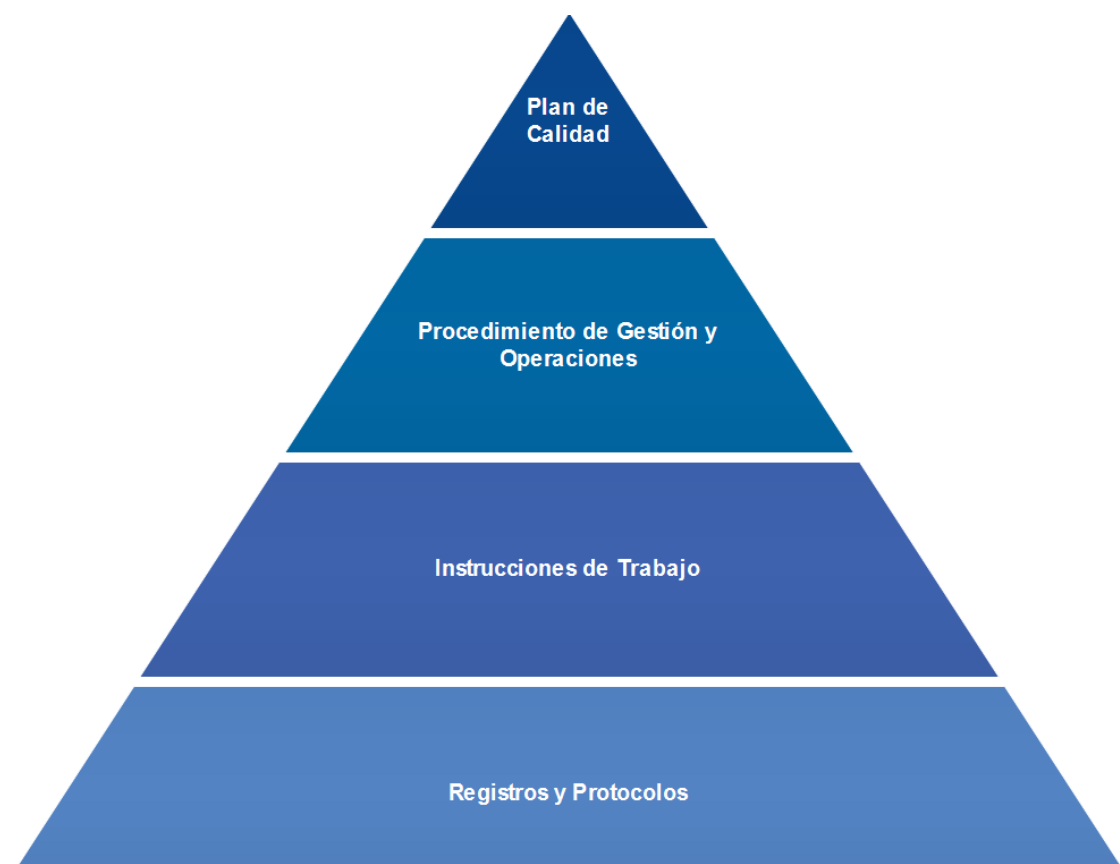 Plan de
Calidad
Procedimiento de Gestión y
Operaciones
Instrucciones de Trabajo
Registros y Protocolos